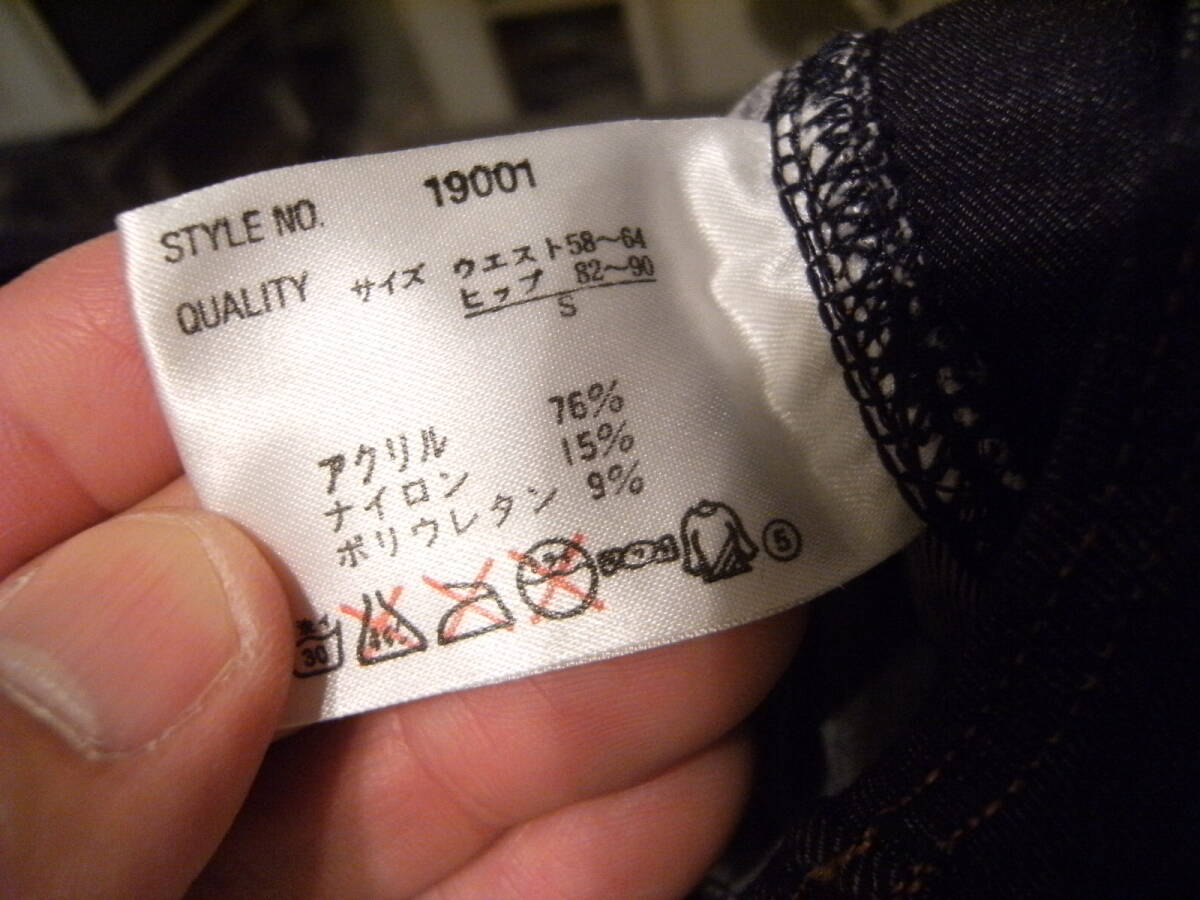 STYLE NO. 19001
QUALITY サイズ ウエスト58～64
ヒップ 82～90
S
アクリル 76%
ナイロン 15%
ポリウレタン 9%
30
5